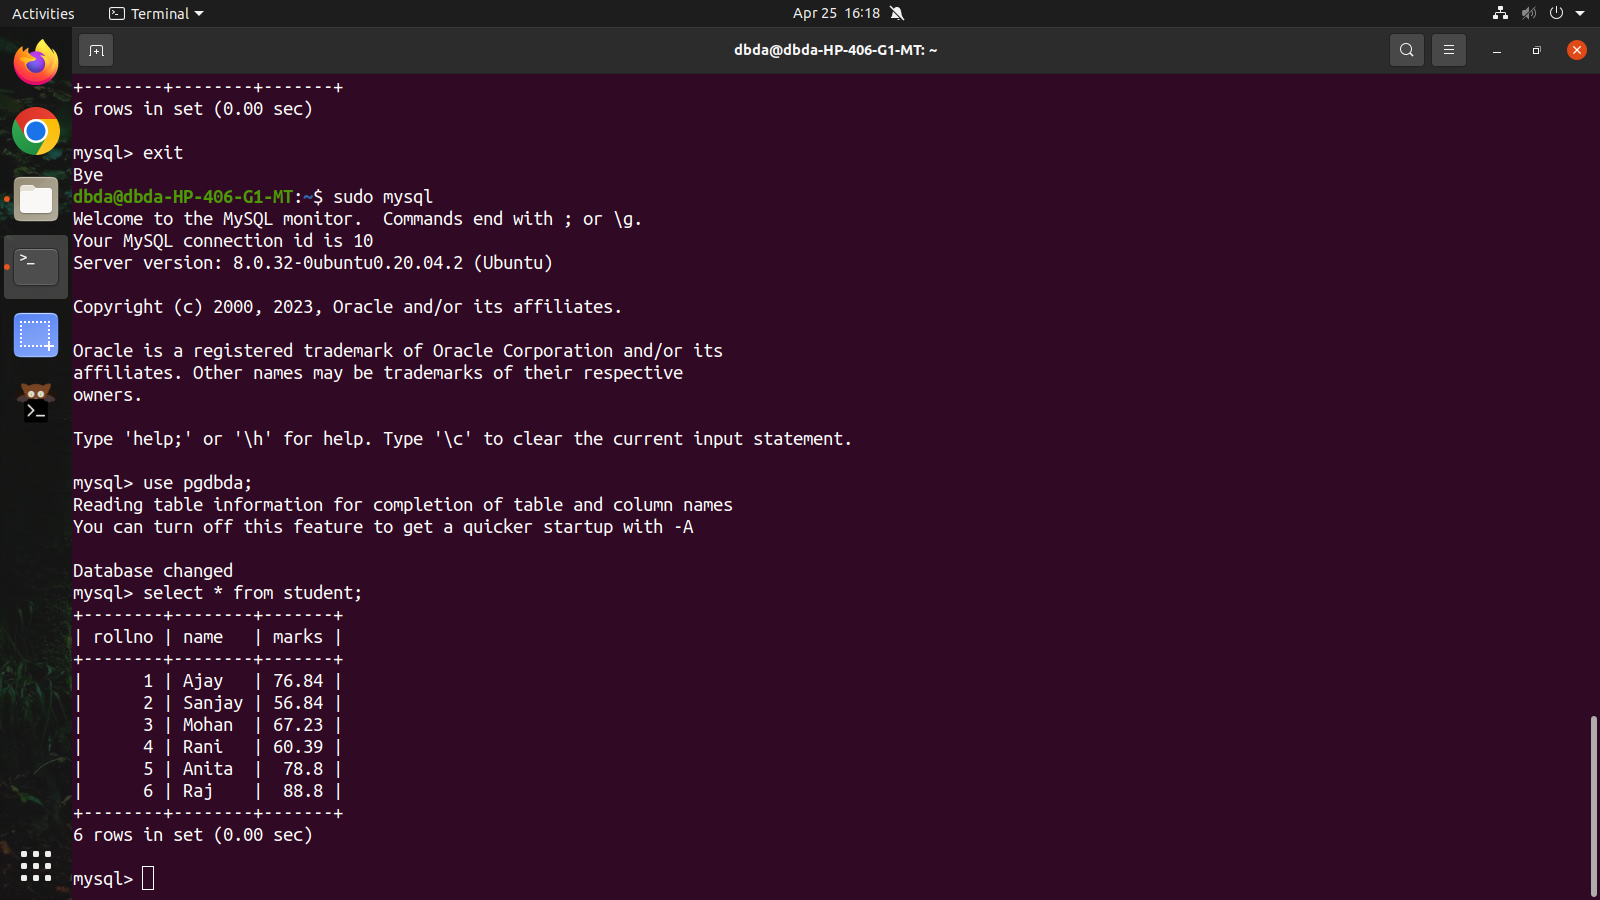 Activities Terminal Apr 25 16:18
dbda@dbda-HP-406-G1-MT: ~
+--------+--------+-------+
6 rows in set (0.00 sec)
mysql> exit
Bye
dbda@dbda-HP-406-G1-MT:~$ sudo mysql
Welcome to the MySQL monitor.  Commands end with ; or \g.
Your MySQL connection id is 10
Server version: 8.0.32-0ubuntu0.20.04.2 (Ubuntu)
Copyright (c) 2000, 2023, Oracle and/or its affiliates.
Oracle is a registered trademark of Oracle Corporation and/or its
affiliates. Other names may be trademarks of their respective
owners.
Type 'help;' or '\h' for help. Type '\c' to clear the current input statement.
mysql> use pgdbda;
Reading table information for completion of table and column names
You can turn off this feature to get a quicker startup with -A
Database changed
mysql> select * from student;
+--------+--------+-------+
| rollno | name   | marks |
+--------+--------+-------+
|      1 | Ajay   | 76.84 |
|      2 | Sanjay | 56.84 |
|      3 | Mohan  | 67.23 |
|      4 | Rani   | 60.39 |
|      5 | Anita  |  78.8 |
|      6 | Raj    |  88.8 |
+--------+--------+-------+
6 rows in set (0.00 sec)
mysql>